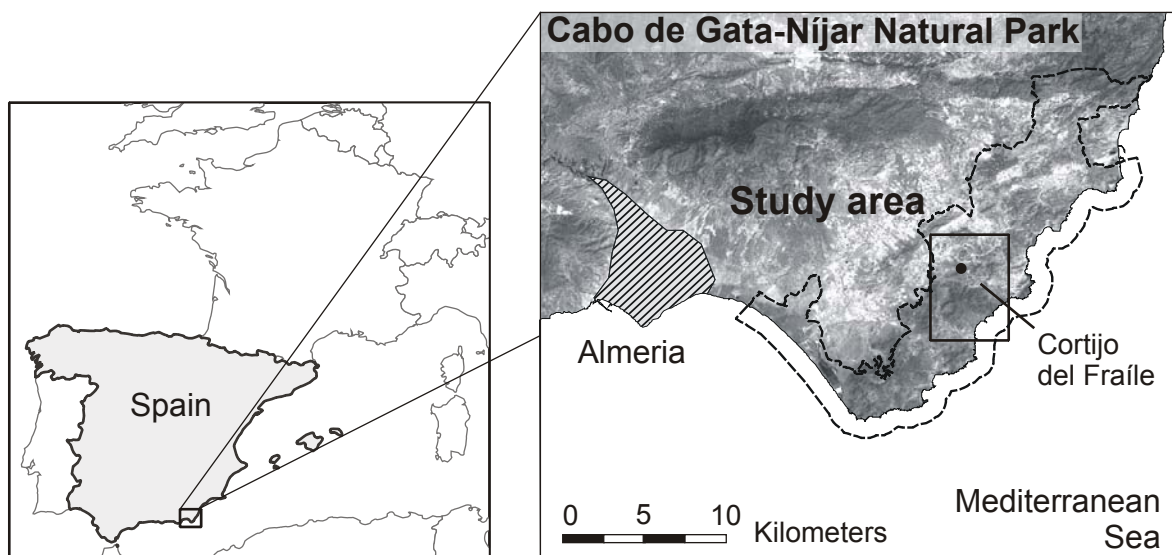 Cabo de Gata-Níjar Natural Park
Study area
Spain
Almeria
Cortijo
del Fraíle
0 5 10
Kilometers
Mediterranean
Sea